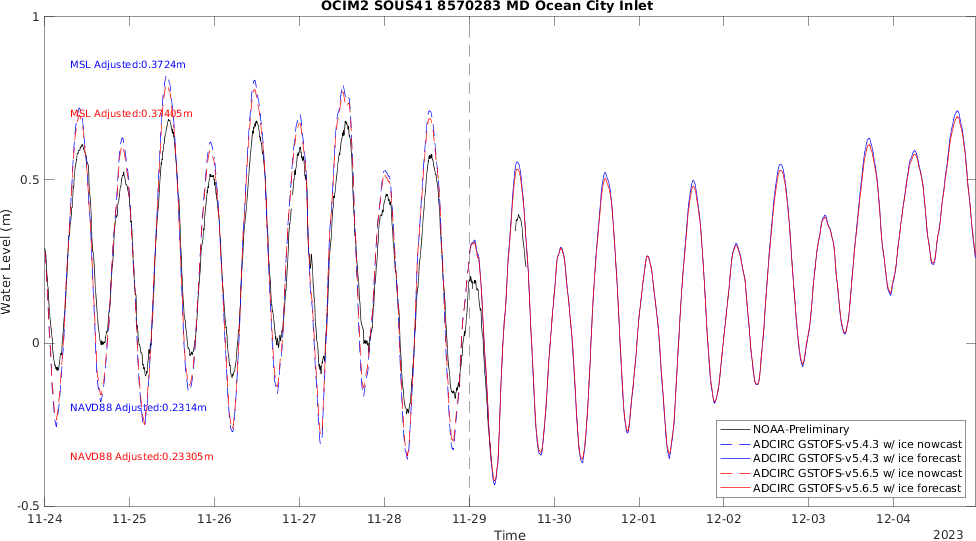 OCIM2 SOUS41 8570283 MD Ocean City Inlet
1
MSL Adjusted:0.3724m
MSL Adjusted:0.37405m
0.5
Water Level (m)
0
NAVD88 Adjusted:0.2314m
NAVD88 Adjusted:0.23305m
NOAA-Preliminary
ADCIRC GSTOFS-v5.4.3 w/ ice nowcast
ADCIRC GSTOFS-v5.4.3 w/ ice forecast
ADCIRC GSTOFS-v5.6.5 w/ ice nowcast
ADCIRC GSTOFS-v5.6.5 w/ ice forecast
-0.5
11-24 11-25 11-26 11-27 11-28 11-29 11-30 12-01 12-02 12-03 12-04
Time
2023